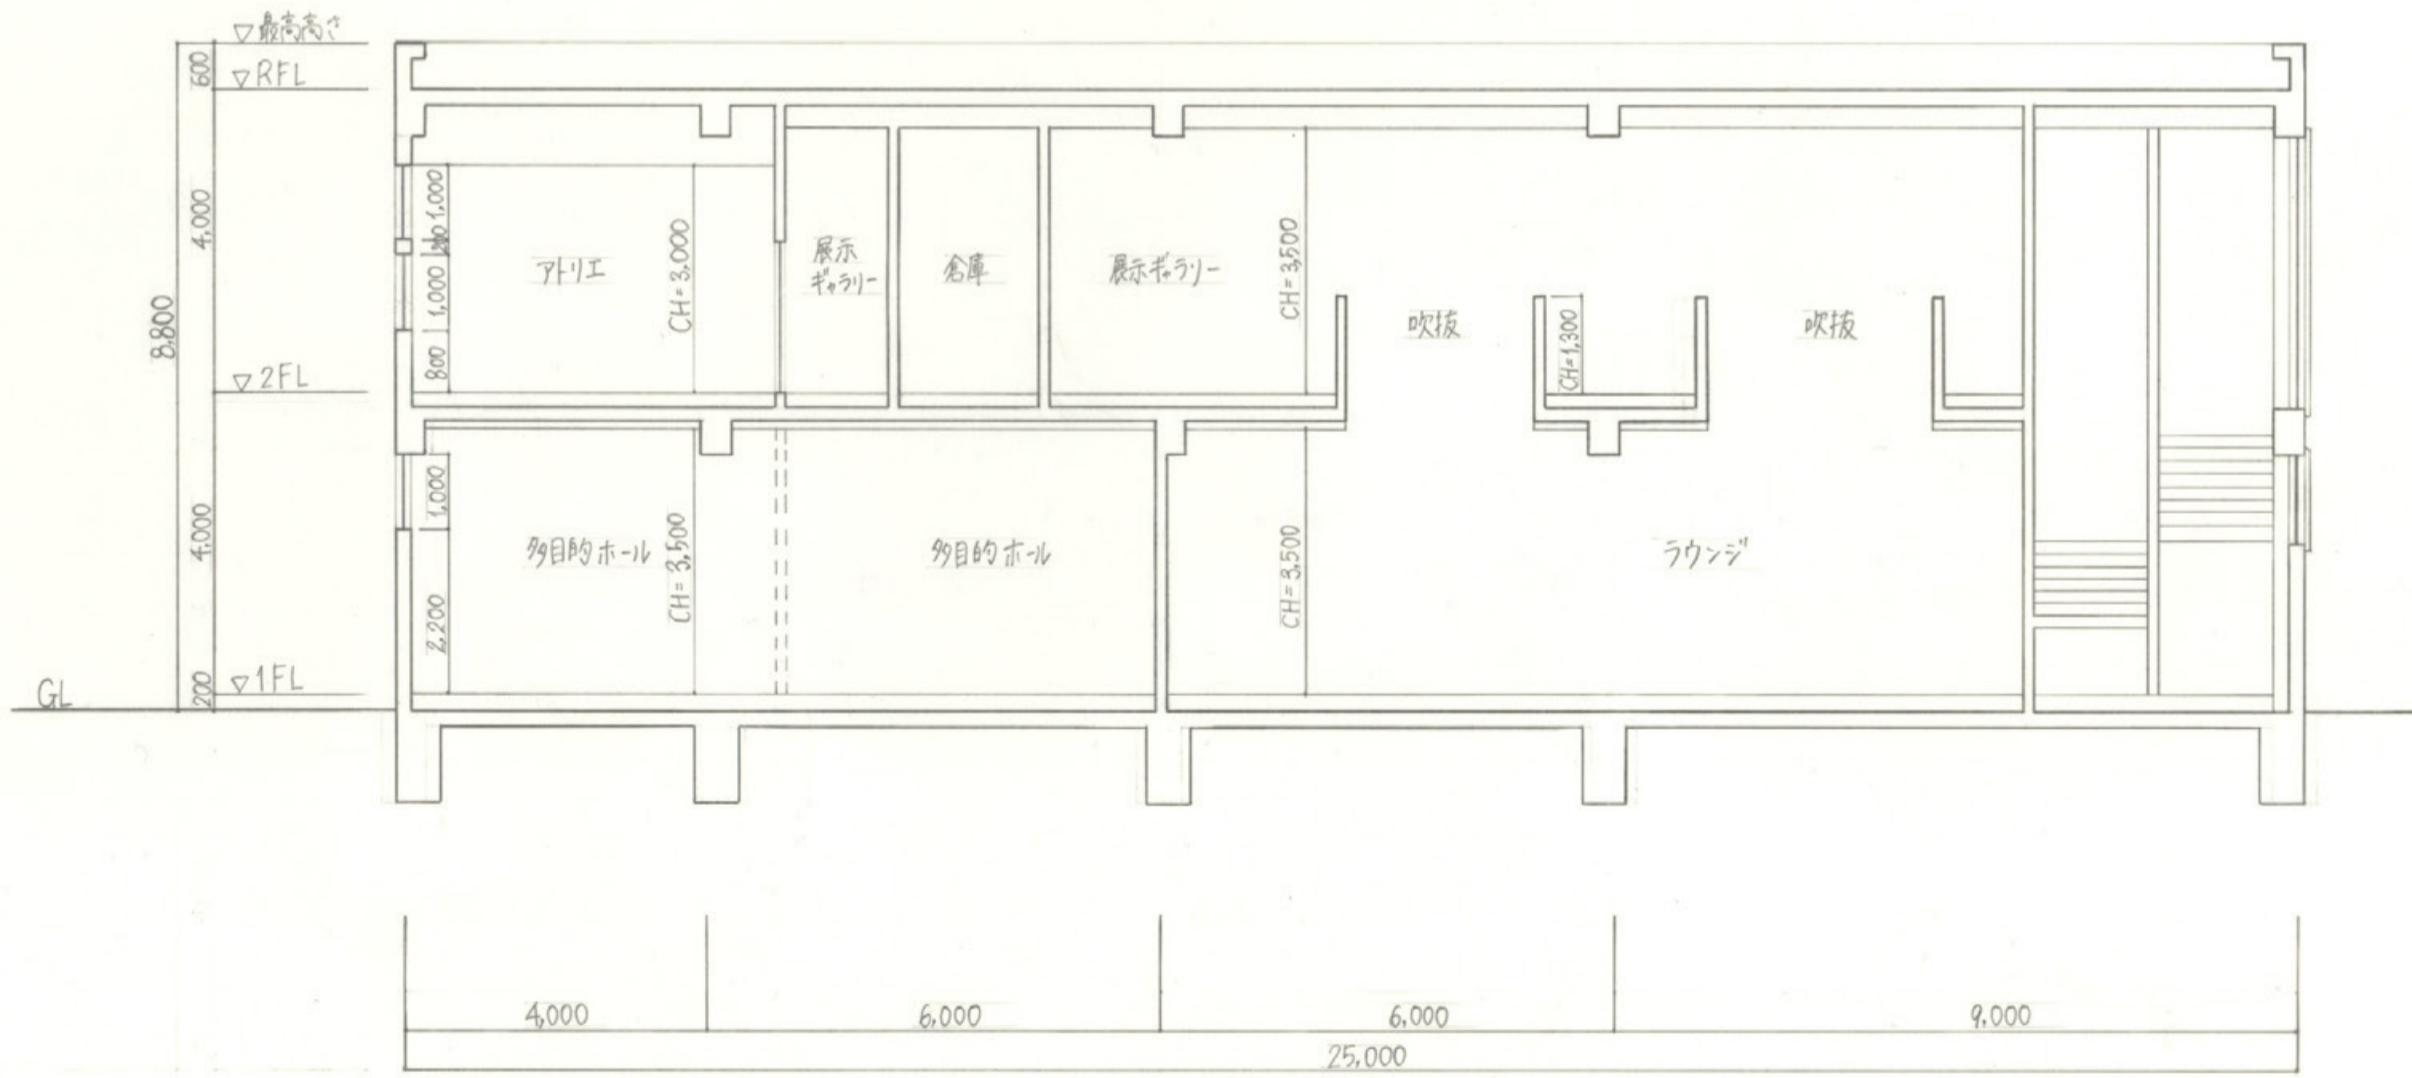 ▽最高高さ
600
▽RFL
4,000
8,800
▽2FL
4,000
▽1FL
200
GL
1,000
200
1,000
800
アトリエ
CH=3,000
展示
ギャラリー
倉庫
展示ギャラリー
CH=3,500
吹抜
CH=1,300
吹抜
1,000
2,200
多目的ホール
CH=3,500
多目的ホール
CH=3,500
ラウンジ
4,000
6,000
6,000
9,000
25,000